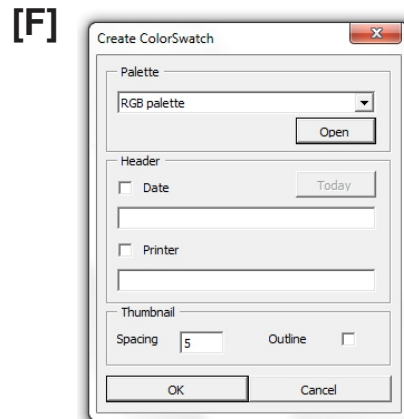 [F]
Create ColorSwatch
Palette
RGB palette
Open
Header
Date
Today
Printer
Thumbnail
Spacing 5 Outline
OK Cancel